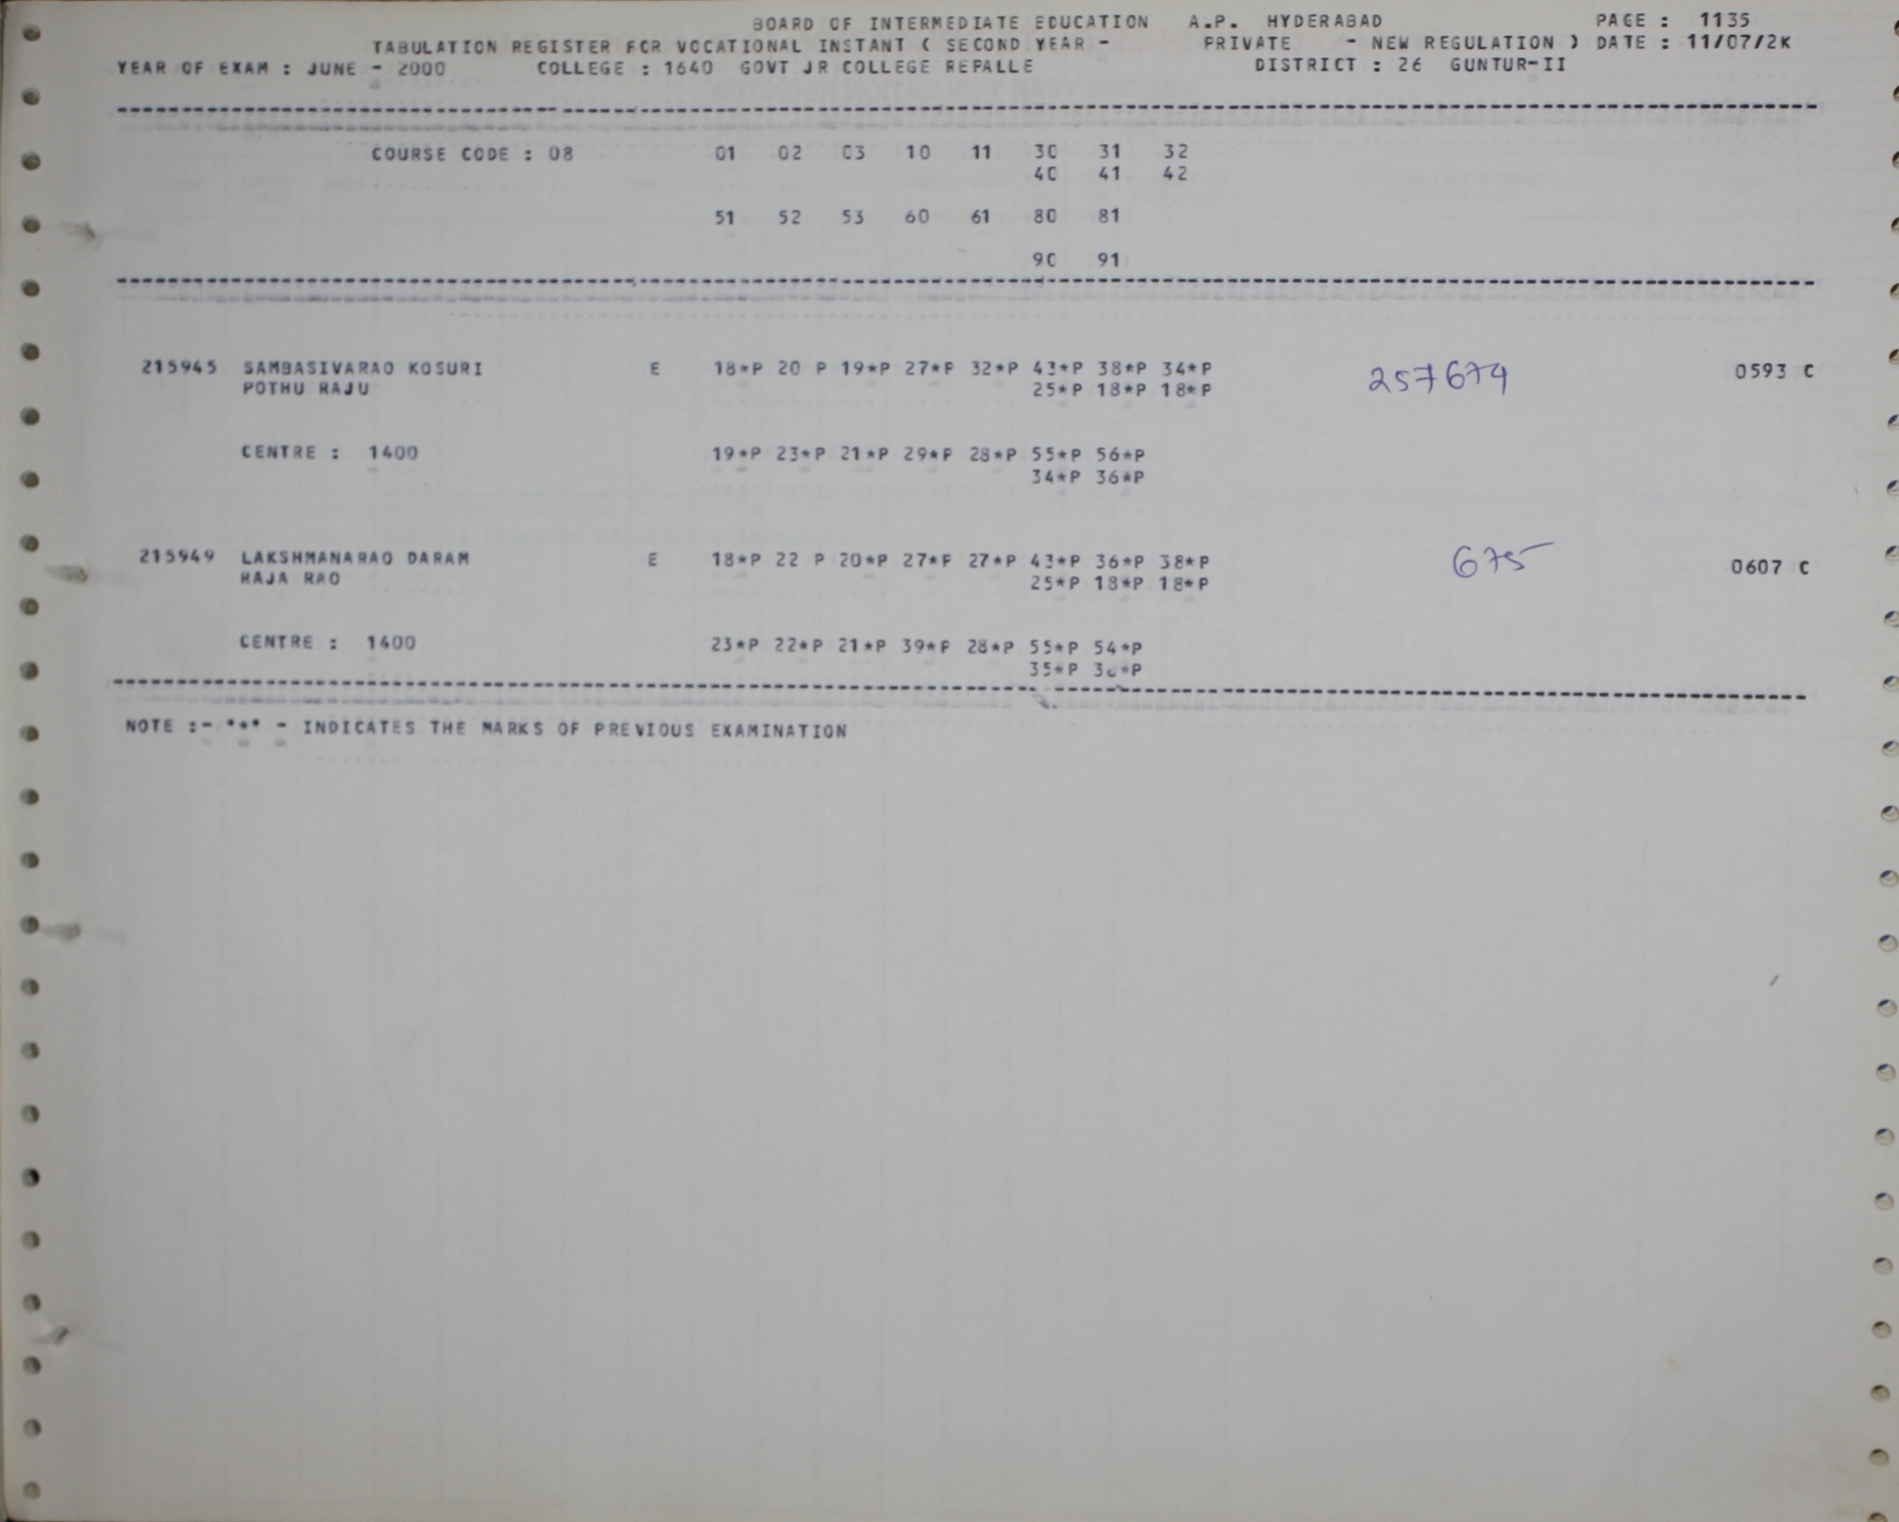 BOARD OF INTERMEDIATE EDUCATION A.P. HYDERABAD PAGE : 1135
TABULATION REGISTER FOR VOCATIONAL INSTANT ( SECOND YEAR - PRIVATE - NEW REGULATION ) DATE : 11/07/2K
YEAR OF EXAM : JUNE - 2000 COLLEGE : 1640 GOVT JR COLLEGE REPALLE DISTRICT : 26 GUNTUR-II
COURSE CODE : 08 01 02 03 10 11 30 31 32
40 41 42
51 52 53 60 61 80 81
90 91
215945 SAMBASIVARAO KOSURI E 18*P 20 P 19*P 27*P 32*P 43*P 38*P 34*P 257674 0593 C
POTHU RAJU 25*P 18*P 18*P
CENTRE : 1400 19*P 23*P 21*P 29*P 28*P 55*P 56*P
34*P 36*P
215949 LAKSHMANARAO DARAM E 18*P 22 P 20*P 27*P 27*P 43*P 36*P 38*P 675 0607 C
RAJA RAO 25*P 18*P 18*P
CENTRE : 1400 23*P 22*P 21*P 39*P 28*P 55*P 54*P
35*P
NOTE :- "*" - INDICATES THE MARKS OF PREVIOUS EXAMINATION